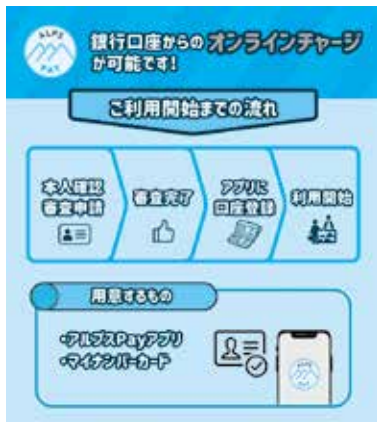 ALPS
PAY
銀行口座からのオンラインチャージ
が可能です!
ご利用開始までの流れ
本人確認
審査申請
審査完了
アプリに
口座登録
利用開始
用意するもの
・アルプスPayアプリ
・マイナンバーカード